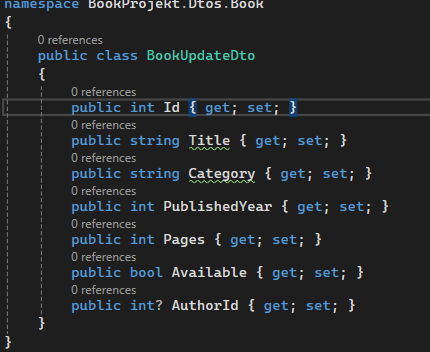 namespace BookProjekt.Dtos.Book
{
0 references
public class BookUpdateDto
{
0 references
public int Id { get; set; }
0 references
public string Title { get; set; }
0 references
public string Category { get; set; }
0 references
public int PublishedYear { get; set; }
0 references
public int Pages { get; set; }
0 references
public bool Available { get; set; }
0 references
public int? AuthorId { get; set; }
}
}